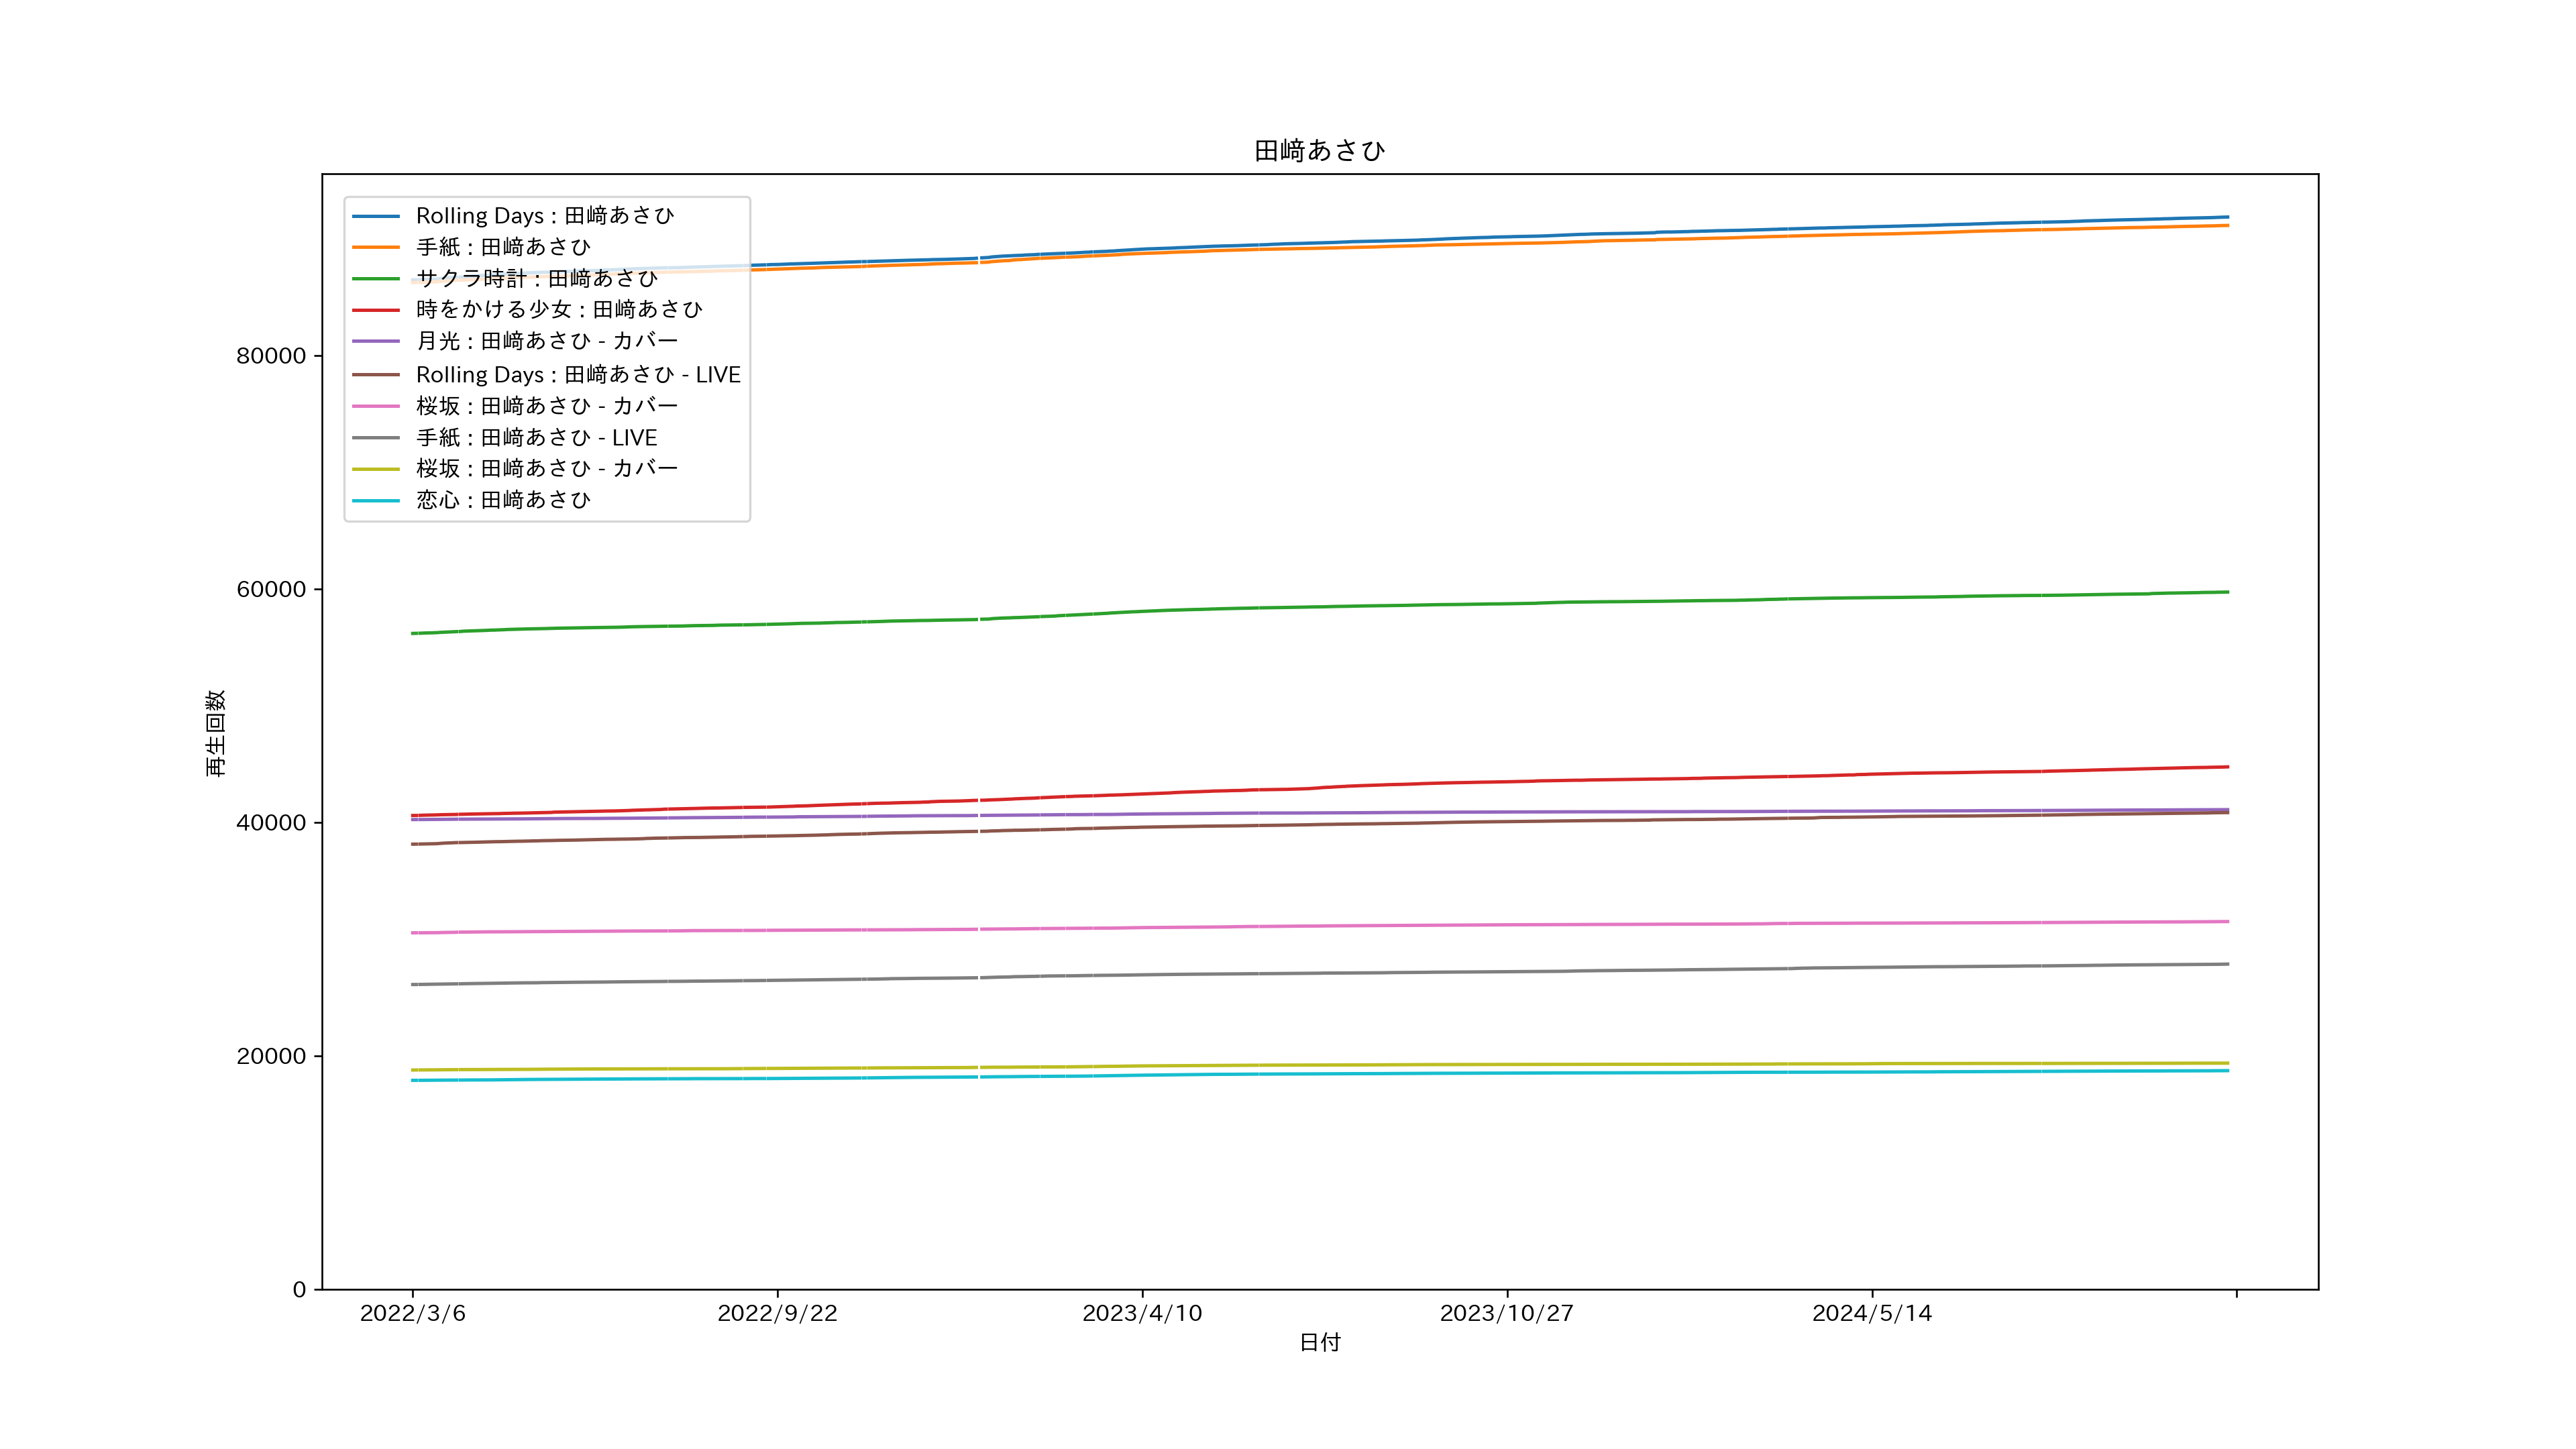 田﨑あさひ
Rolling Days : 田﨑あさひ
手紙 : 田﨑あさひ
サクラ時計 : 田﨑あさひ
時をかける少女 : 田﨑あさひ
月光 : 田﨑あさひ - カバー
Rolling Days : 田﨑あさひ - LIVE
桜坂 : 田﨑あさひ - カバー
手紙 : 田﨑あさひ - LIVE
桜坂 : 田﨑あさひ - カバー
恋心 : 田﨑あさひ
80000
60000
40000
20000
0
再生回数
2022/3/6
2022/9/22
2023/4/10
2023/10/27
2024/5/14
日付